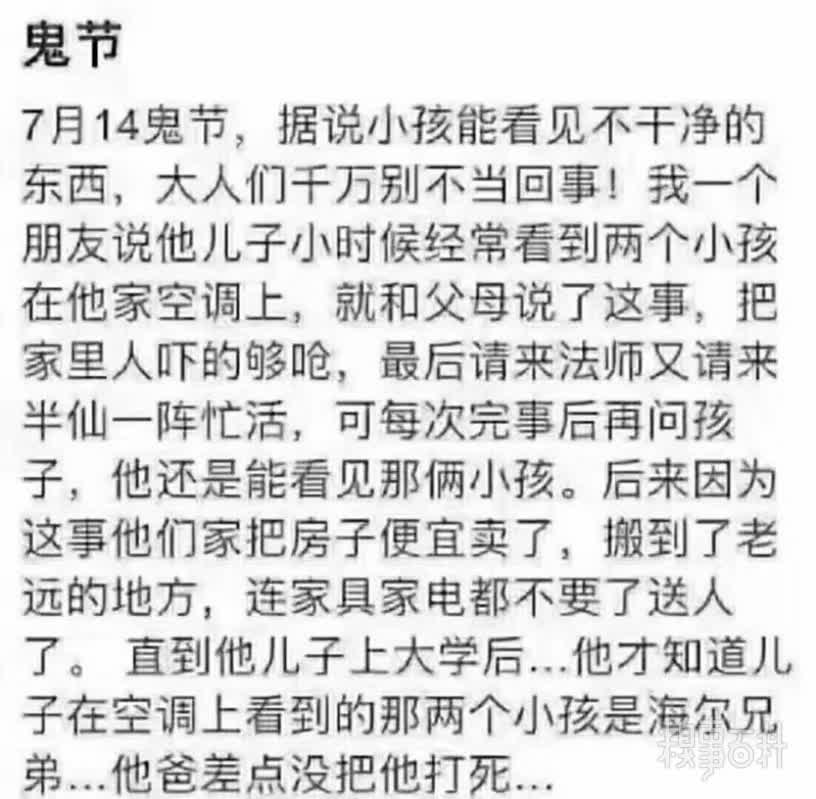 鬼节
7月14鬼节，据说小孩能看见不干净的
东西，大人们千万别不当回事！我一个
朋友说他儿子小时候经常看到两个小孩
在他家空调上，就和父母说了这事，把
家里人吓的够呛，最后请来法师又请来
半仙一阵忙活，可每次完事后再问孩
子，他还是能看见那俩小孩。后来因为
这事他们家把房子便宜卖了，搬到了老
远的地方，连家具家电都不要了送人
了。 直到他儿子上大学后...他才知道儿
子在空调上看到的那两个小孩是海尔兄
弟...他爸差点没把他打死...
糗事百科